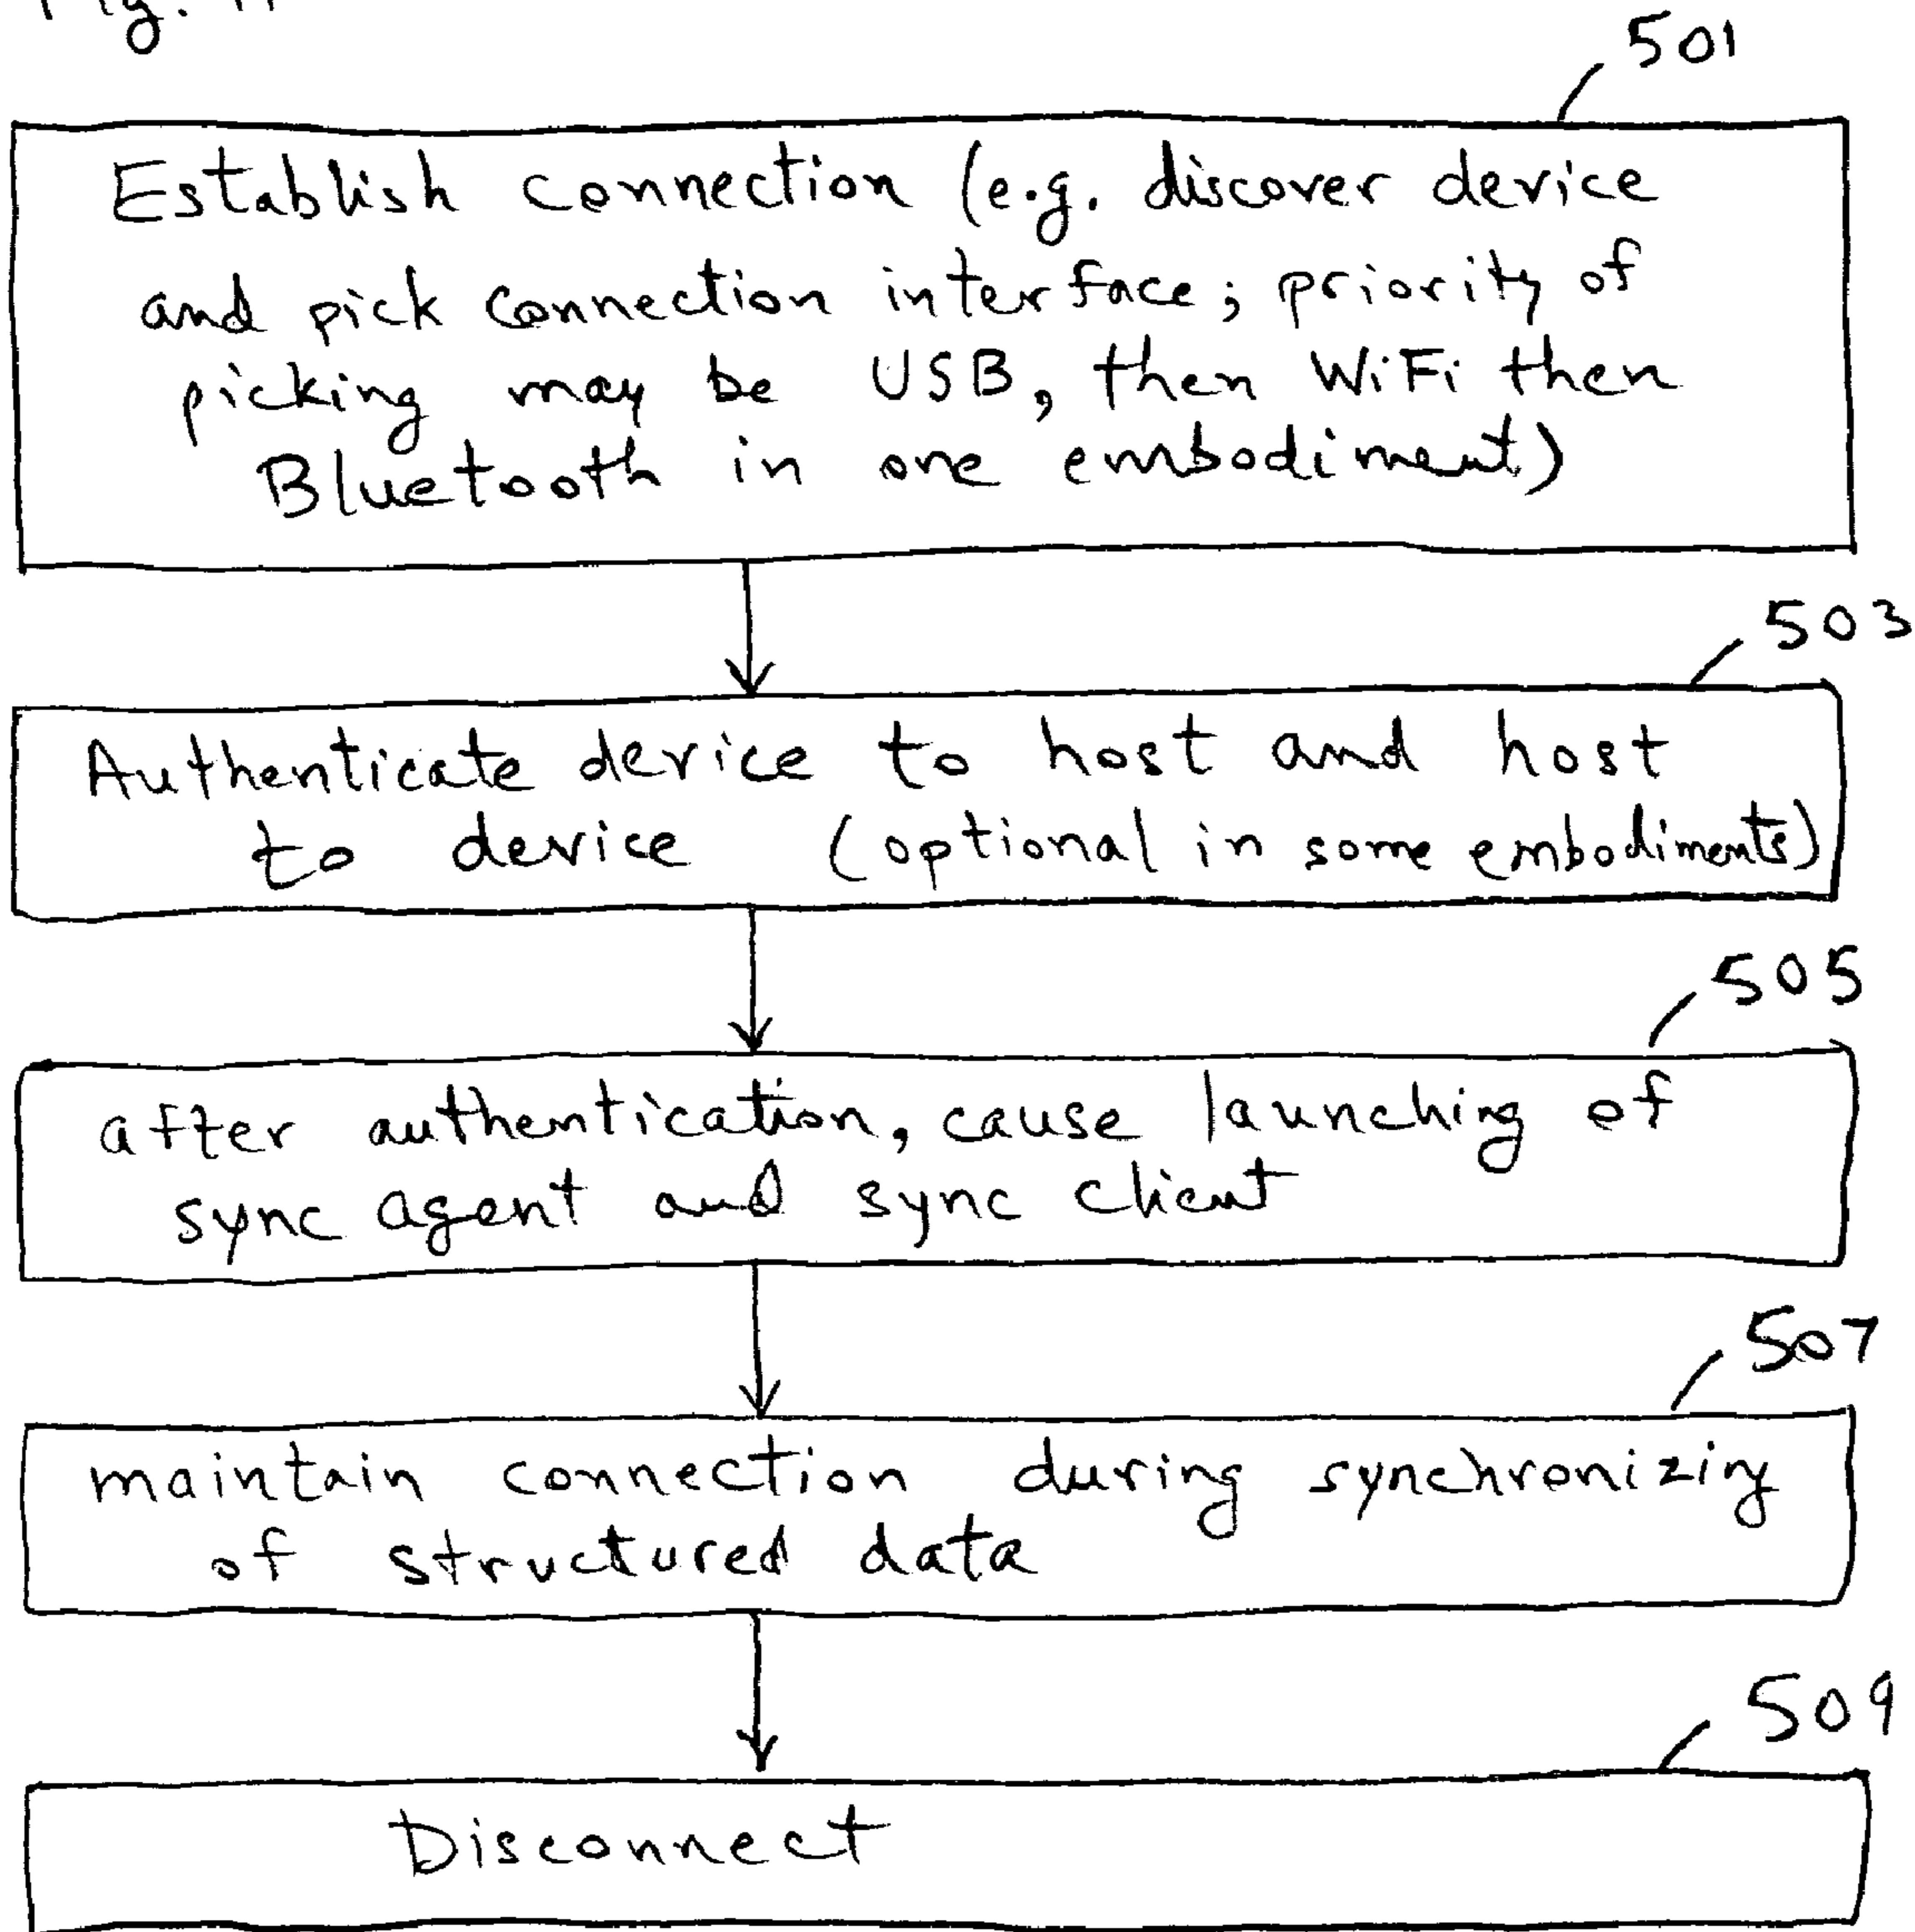 Fig.
501
Establish connection (e.g. discover device
and pick connection interface; priority of
picking may be USB, then WiFi then
Bluetooth in one embodiment)
503
Authenticate device to host and host
to device (optional in some embodiments)
505
after authentication, cause launching of
sync agent and sync client
507
maintain connection during synchronizing
of structured data
509
Disconnect